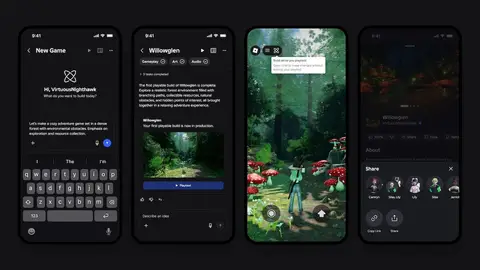 9:41
New Game
Hi, VirtuousNighthawk
What do you want to build today?
Let's make a cozy adventure game set in a dense
forest with environmental obstacles. Emphasis on
exploration and resource collection.
I
The
I'm
q w e r t y u i o p
a s d f g h j k l
z x c v b n m
123
9:41
Willowglen
Gameplay
Art
Audio
The first playable build of Willowglen is complete.
Explore a realistic forest environment filled with
branching paths, collectible resources, natural
obstacles, and hidden points of interest, all brought
together in a relaxing adventure experience.
Willowglen
Your first playable build is now in production.
Playtest
Describe an idea
9:41
9:41
Willowglen
About
Share
Copy Link
Share